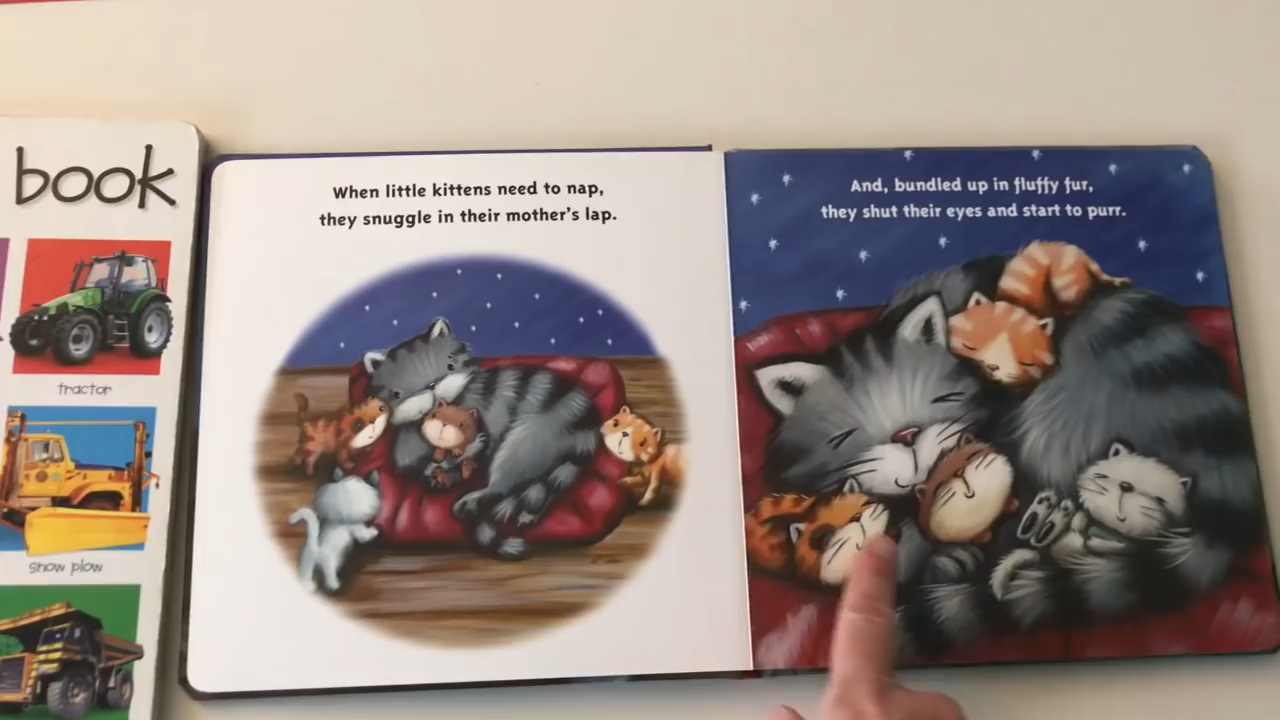 book
tractor
snow plow
When little kittens need to nap,
they snuggle in their mother's lap.
And, bundled up in fluffy fur,
they shut their eyes and start to purr.